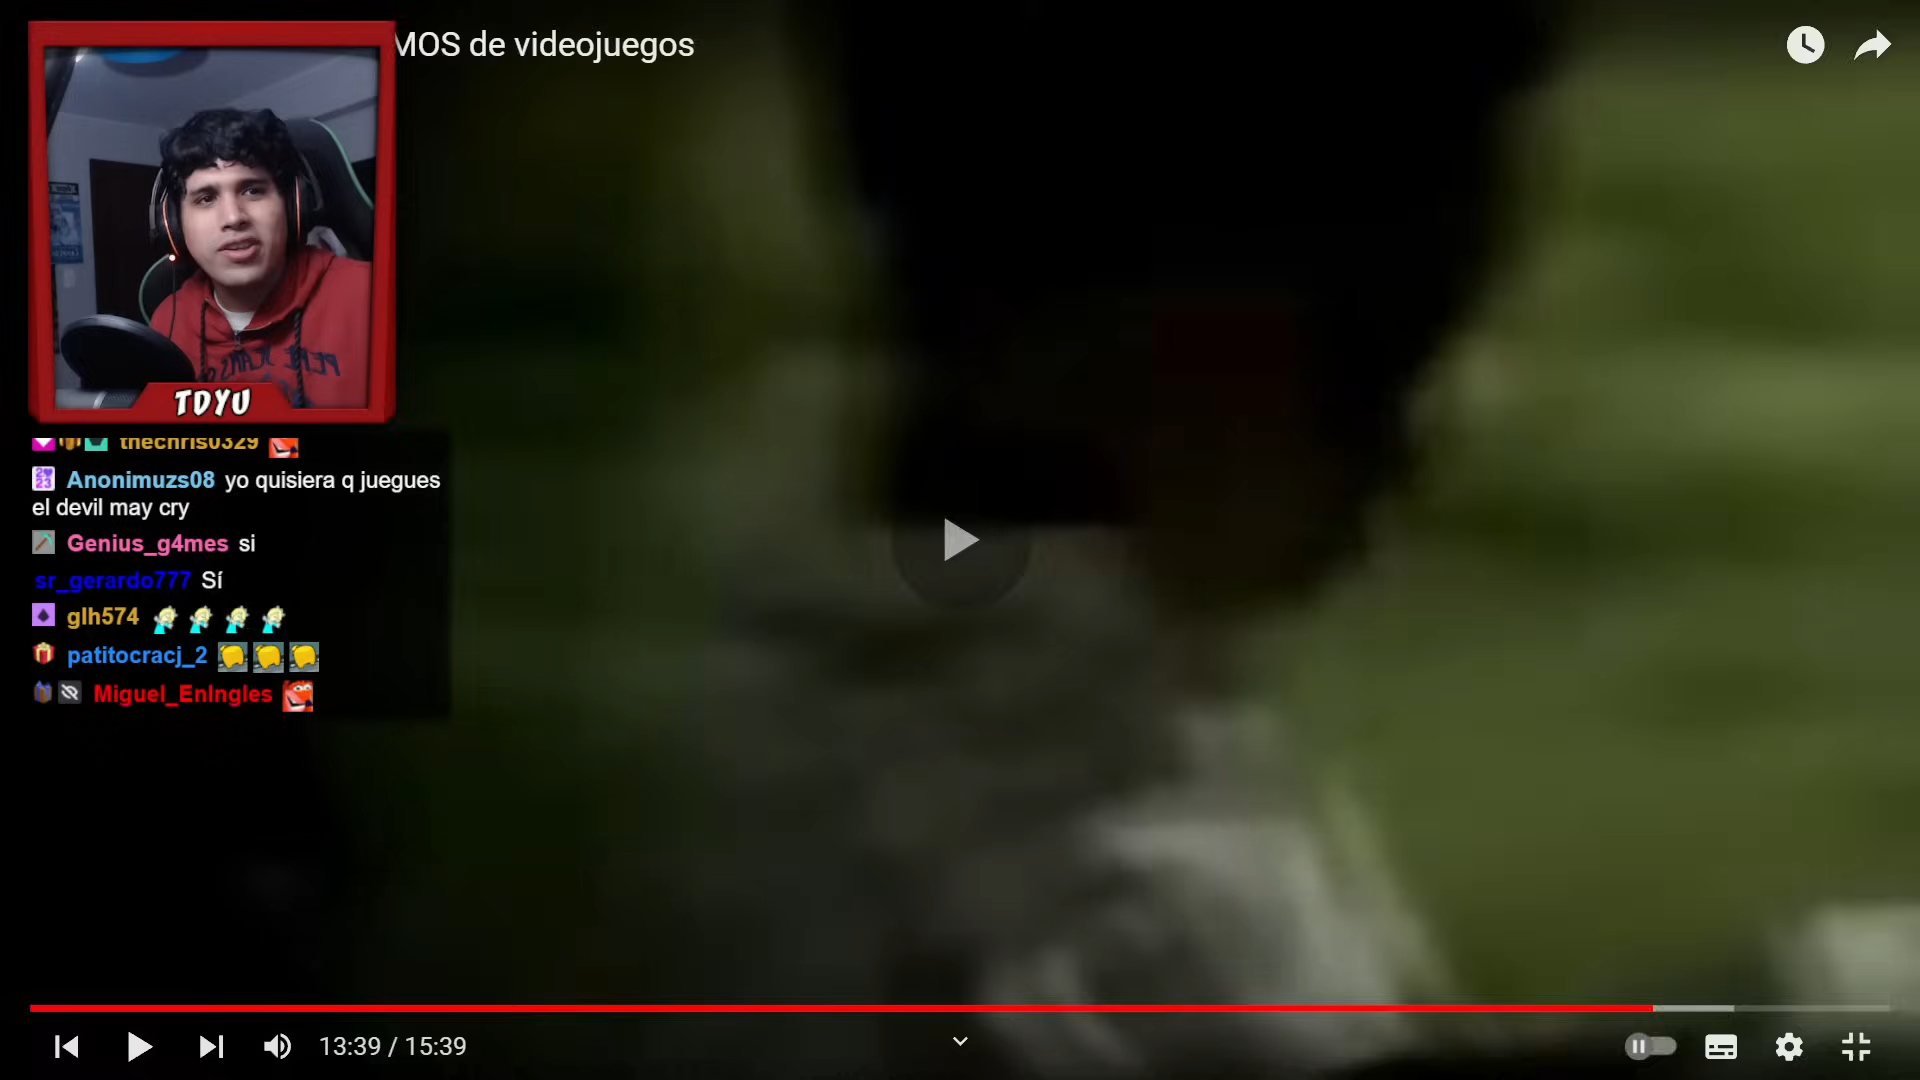 MOS de videojuegos
TDYU
thechris0329
Anonimuzs08 yo quisiera q juegues
el devil may cry
Genius_g4mes si
sr_gerardo777 Sí
glh574
patitocracj_2
Miguel_EnIngles
13:39 / 15:39